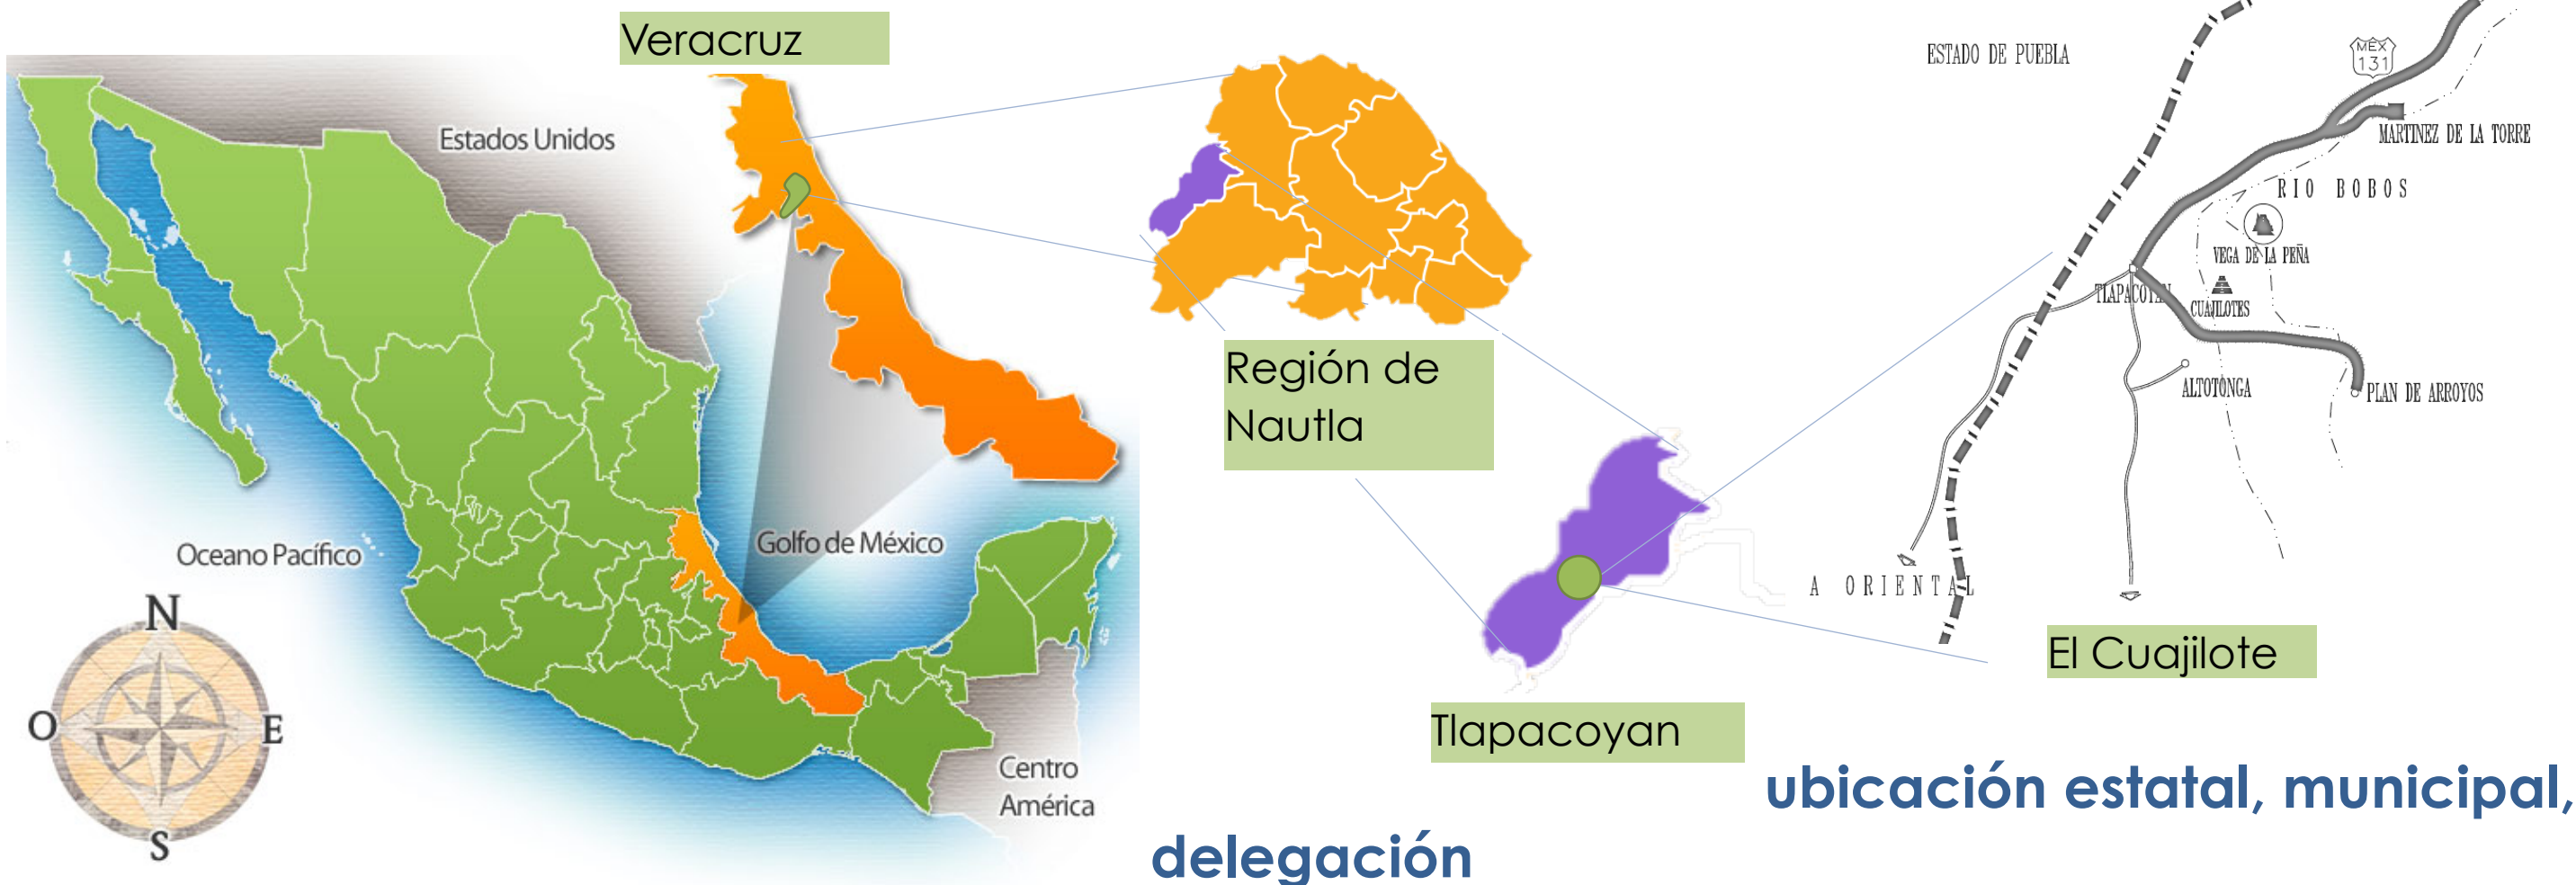 Veracruz
Estados Unidos
Golfo de México
Oceano Pacífico
Centro
América
N
O
E
S
Región de
Nautla
Tlapacoyan
ESTADO DE PUEBLA
MEX
131
MARTINEZ DE LA TORRE
RIO BOBOS
VEGA DE LA PEÑA
TLAPACOYAN
CUAJILOTES
ALTOTONGA
PLAN DE ARROYOS
A ORIENTAL
El Cuajilote
ubicación estatal, municipal,
delegación